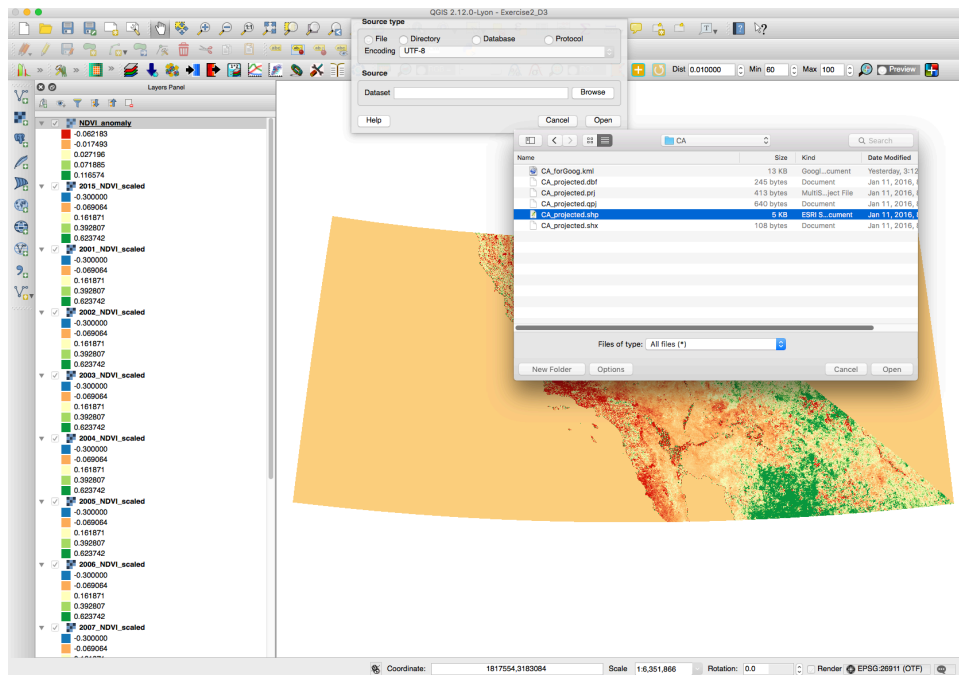 QGIS 2.12.0-Lyon - Exercise2_D3
Source type
File Directory Database Protocol
Encoding UTF-8
Source
Dataset Browse
Help Cancel Open
Dist 0.010000 Min 60 Max 100 Preview
Layers Panel
NDVI_anomaly
-0.062183
-0.017493
0.027196
0.071885
0.116574
2015_NDVI_scaled
-0.300000
-0.069064
0.161871
0.392807
0.623742
2001_NDVI_scaled
-0.300000
-0.069064
0.161871
0.392807
0.623742
2002_NDVI_scaled
-0.300000
-0.069064
0.161871
0.392807
0.623742
2003_NDVI_scaled
-0.300000
-0.069064
0.161871
0.392807
0.623742
2004_NDVI_scaled
-0.300000
-0.069064
0.161871
0.392807
0.623742
2005_NDVI_scaled
-0.300000
-0.069064
0.161871
0.392807
0.623742
2006_NDVI_scaled
-0.300000
-0.069064
0.161871
0.392807
0.623742
2007_NDVI_scaled
-0.300000
-0.069064
CA
Search
Name Size Kind Date Modified
CA_forGoog.kml 13 KB Googl...cument Yesterday, 3:12
CA_projected.dbf 245 bytes Document Jan 11, 2016,
CA_projected.prj 413 bytes MultiS...ject File Jan 11, 2016,
CA_projected.qpj 640 bytes Document Jan 11, 2016,
CA_projected.shp 5 KB ESRI S...cument Jan 11, 2016,
CA_projected.shx 108 bytes Document Jan 11, 2016,
Files of type: All files (*)
New Folder Options Cancel Open
Coordinate: 1817554,3183084 Scale 1:6,351,866 Rotation: 0.0 Render EPSG:26911 (OTF)